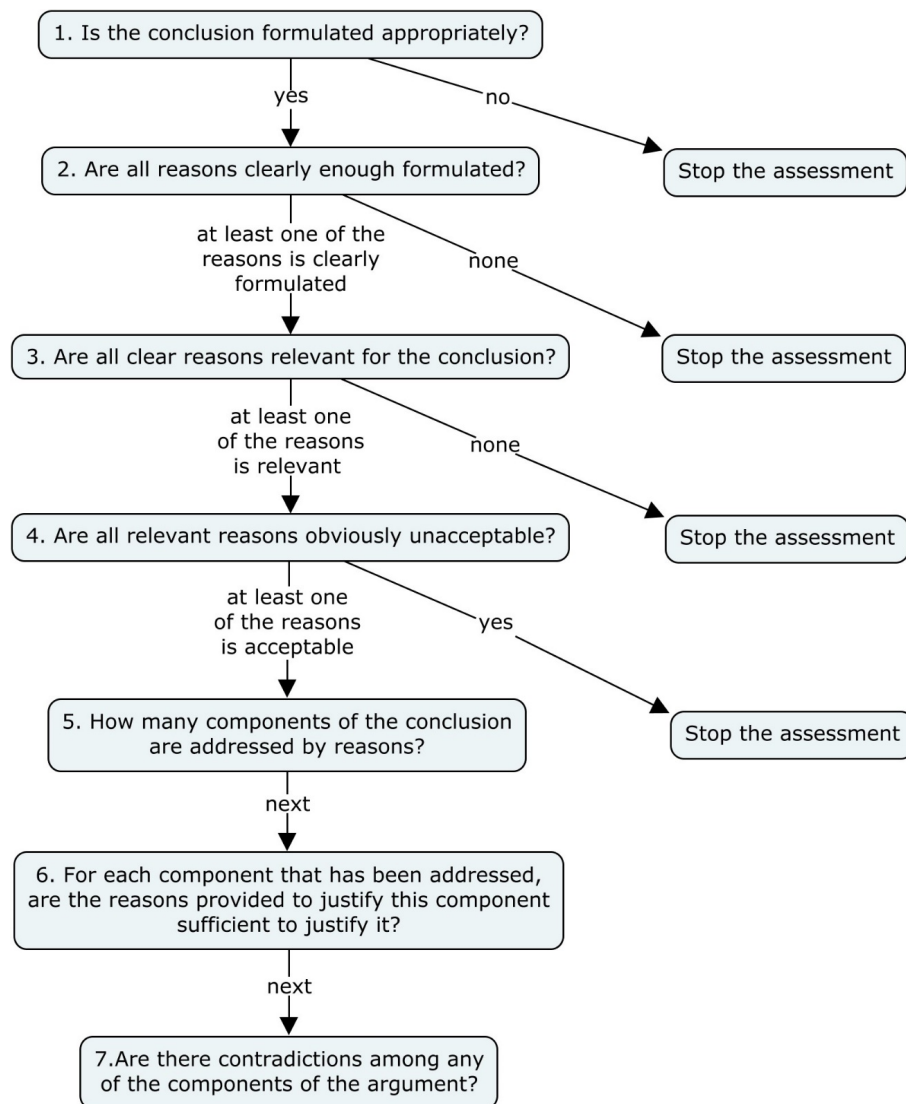 1. Is the conclusion formulated appropriately?
yes
no
Stop the assessment
2. Are all reasons clearly enough formulated?
at least one of the
reasons is clearly
formulated
none
Stop the assessment
3. Are all clear reasons relevant for the conclusion?
at least one
of the reasons
is relevant
none
Stop the assessment
4. Are all relevant reasons obviously unacceptable?
at least one
of the reasons
is acceptable
yes
Stop the assessment
5. How many components of the conclusion
are addressed by reasons?
next
6. For each component that has been addressed,
are the reasons provided to justify this component
sufficient to justify it?
next
7.Are there contradictions among any
of the components of the argument?